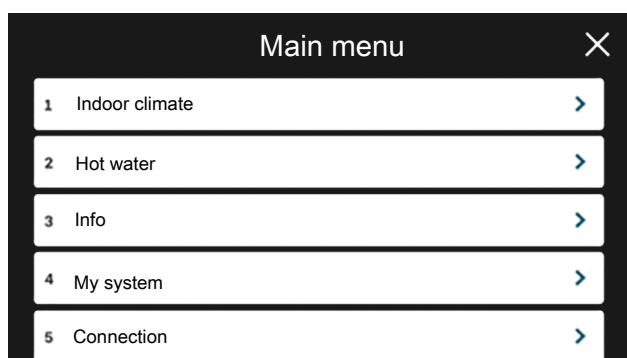 Main menu
1 Indoor climate
2 Hot water
3 Info
4 My system
5 Connection